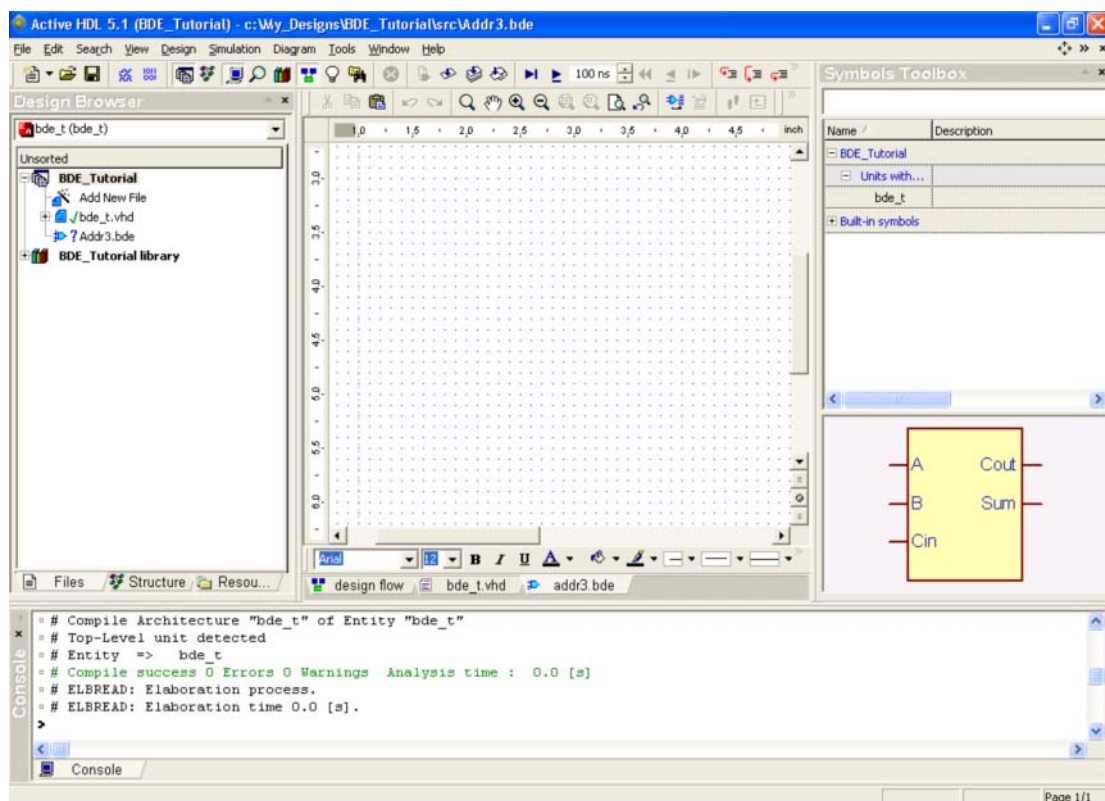 Active HDL 5.1 (BDE_Tutorial) - c:\My_Designs\BDE_Tutorial\src\Addr3.bde
File Edit Search View Design Simulation Diagram Tools Window Help
100 ns
Design Browser
bde_t (bde_t)
Unsorted
BDE_Tutorial
Add New File
bde_t.vhd
? Addr3.bde
BDE_Tutorial library
Files Structure Resou...
1,0 1,5 2,0 2,5 3,0 3,5 4,0 4,5 inch
3,0
3,5
4,0
4,5
5,0
5,5
6,0
Arial 12 B I U A
design flow bde_t.vhd addr3.bde
Symbols Toolbox
Name Description
BDE_Tutorial
Units with...
bde_t
Built-in symbols
A Cout
B Sum
Cin
Console
# Compile Architecture "bde_t" of Entity "bde_t"
# Top-Level unit detected
# Entity => bde_t
# Compile success 0 Errors 0 Warnings Analysis time : 0.0 [s]
# ELBREAD: Elaboration process.
# ELBREAD: Elaboration time 0.0 [s].
>
Console
Page 1/1